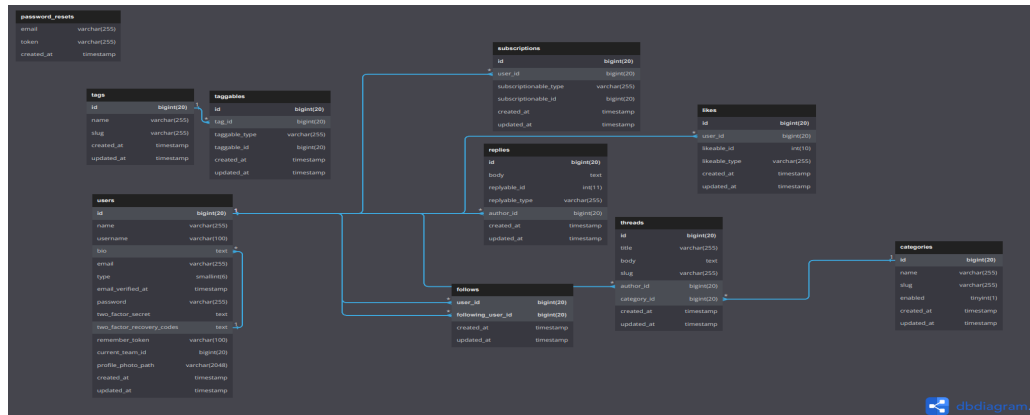 password_resets
email varchar(255)
token varchar(255)
created_at timestamp
subscriptions
id bigint(20)
user_id bigint(20)
subscriptionable_type varchar(255)
subscriptionable_id bigint(20)
created_at timestamp
updated_at timestamp
tags
id bigint(20)
name varchar(255)
slug varchar(255)
created_at timestamp
updated_at timestamp
taggables
id bigint(20)
tag_id bigint(20)
taggable_type varchar(255)
taggable_id bigint(20)
created_at timestamp
updated_at timestamp
likes
id bigint(20)
user_id bigint(20)
likeable_id int(10)
likeable_type varchar(255)
created_at timestamp
updated_at timestamp
replies
id bigint(20)
body text
replyable_id int(11)
replyable_type varchar(255)
author_id bigint(20)
created_at timestamp
updated_at timestamp
users
id bigint(20)
name varchar(255)
username varchar(100)
bio text
email varchar(255)
type smallint(6)
email_verified_at timestamp
password varchar(255)
two_factor_secret text
two_factor_recovery_codes text
remember_token varchar(100)
current_team_id bigint(20)
profile_photo_path varchar(2048)
created_at timestamp
updated_at timestamp
threads
id bigint(20)
title varchar(255)
body text
slug varchar(255)
author_id bigint(20)
category_id bigint(20)
created_at timestamp
updated_at timestamp
categories
id bigint(20)
name varchar(255)
slug varchar(255)
enabled tinyint(1)
created_at timestamp
updated_at timestamp
follows
user_id bigint(20)
following_user_id bigint(20)
created_at timestamp
updated_at timestamp
dbdiagram